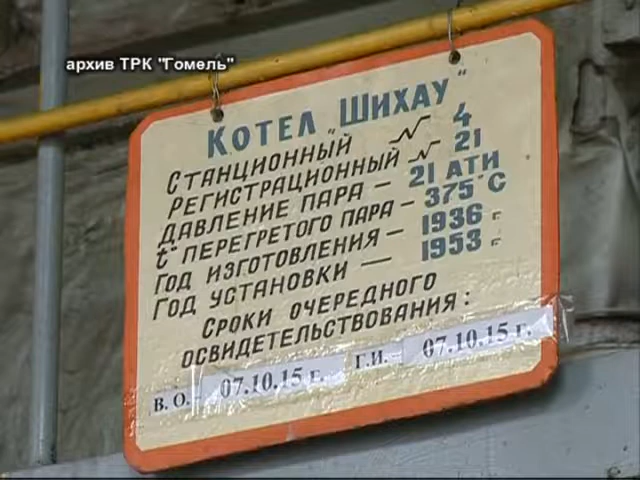 архив ТРК "Гомель"
КОТЕЛ „ШИХАУ"
СТАНЦИОННЫЙ № 4
РЕГИСТРАЦИОННЫЙ № 21
ДАВЛЕНИЕ ПАРА – 21 АТИ
t° ПЕРЕГРЕТОГО ПАРА – 375°С
ГОД ИЗГОТОВЛЕНИЯ – 1936 г.
ГОД УСТАНОВКИ — 1953 г.
СРОКИ ОЧЕРЕДНОГО
ОСВИДЕТЕЛЬСТВОВАНИЯ:
В. О.– 07.10.15 г. Г.И.– 07.10.15 г.